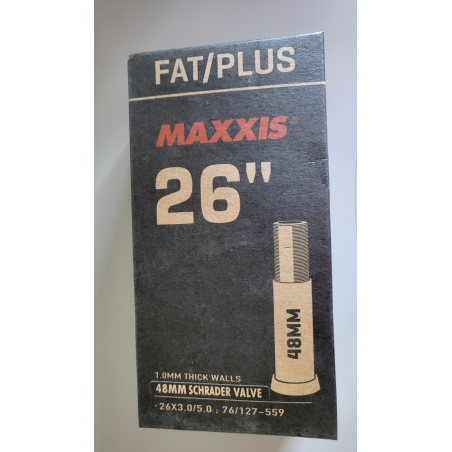 FAT/PLUS
MAXXIS®
26"
48MM
1.0MM THICK WALLS
48MM SCHRADER VALVE
·26X3.0/5.0 ; 76/127-559